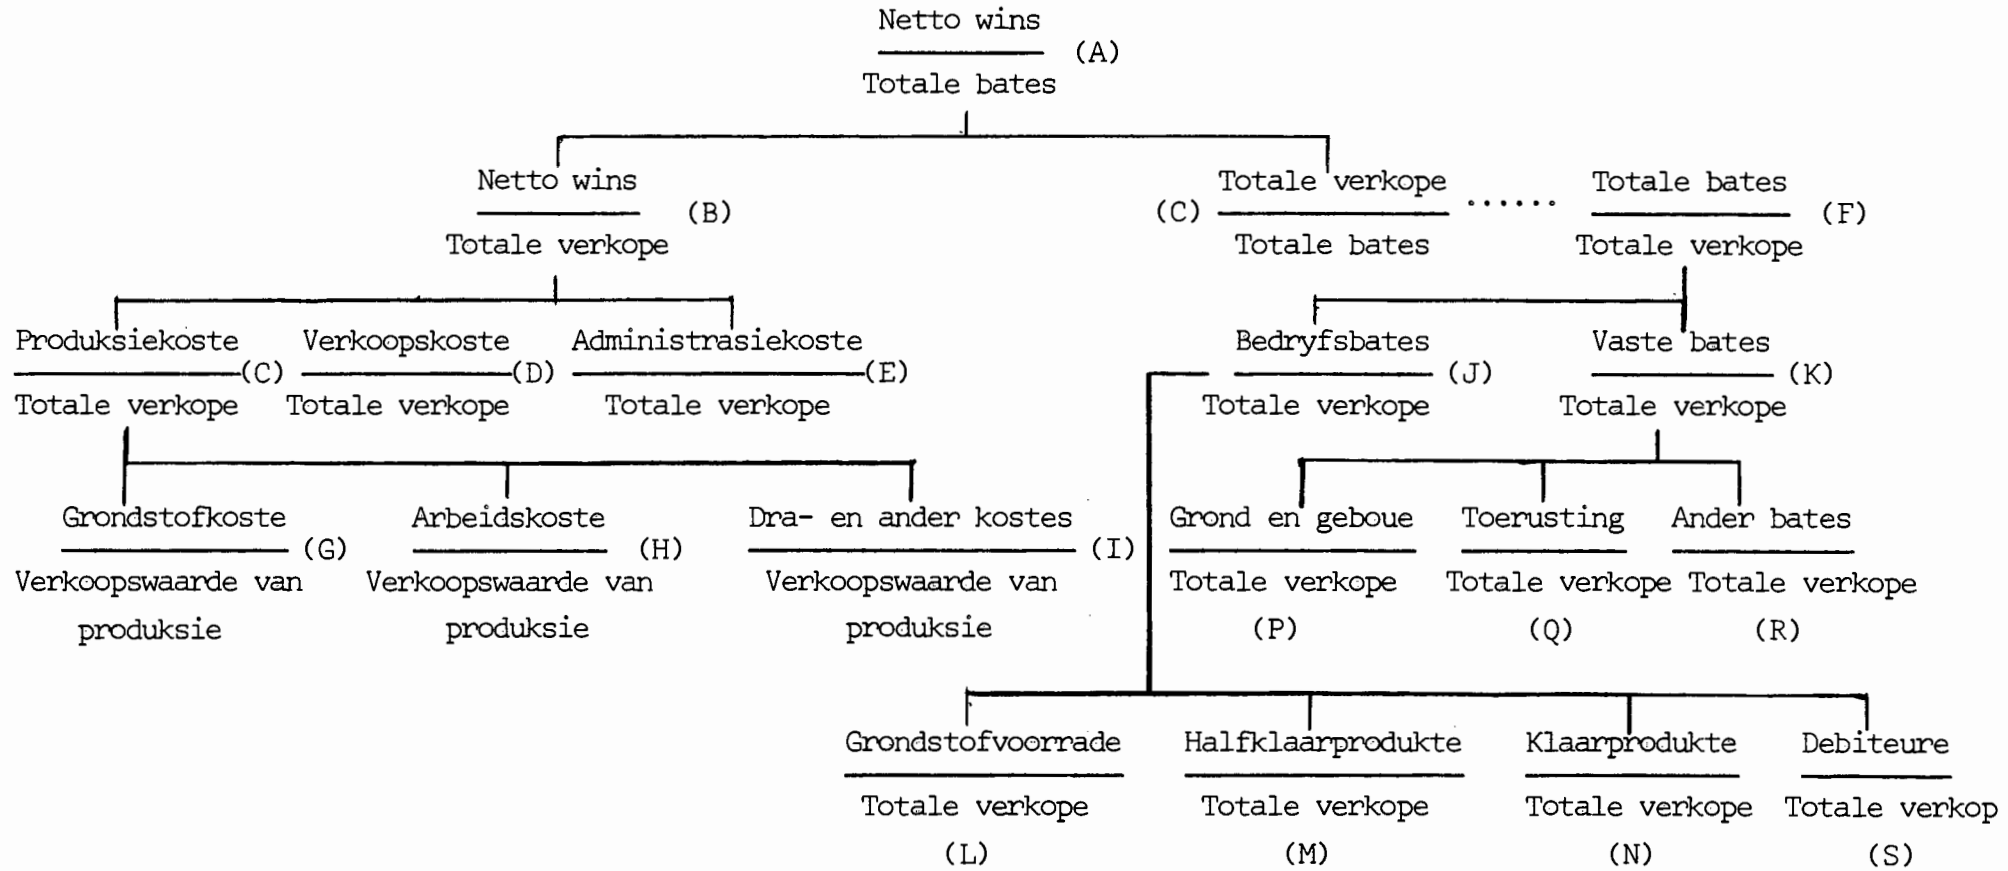 Netto wins
(A)
Totale bates
Netto wins
(B)
Totale verkope
(C)
Totale verkope
Totale bates
......
Totale bates
(F)
Totale verkope
Produksiekoste
(C)
Totale verkope
Verkoopskoste
(D)
Totale verkope
Administrasiekoste
(E)
Totale verkope
Bedryfsbates
(J)
Totale verkope
Vaste bates
(K)
Totale verkope
Grondstofkoste
(G)
Verkoopswaarde van
produksie
Arbeidskoste
(H)
Verkoopswaarde van
produksie
Dra- en ander kostes
(I)
Verkoopswaarde van
produksie
Grond en geboue
Totale verkope
(P)
Toerusting
Totale verkope
(Q)
Ander bates
Totale verkope
(R)
Grondstofvoorrade
Totale verkope
(L)
Halfklaarprodukte
Totale verkope
(M)
Klaarprodukte
Totale verkope
(N)
Debiteure
Totale verkop
(S)